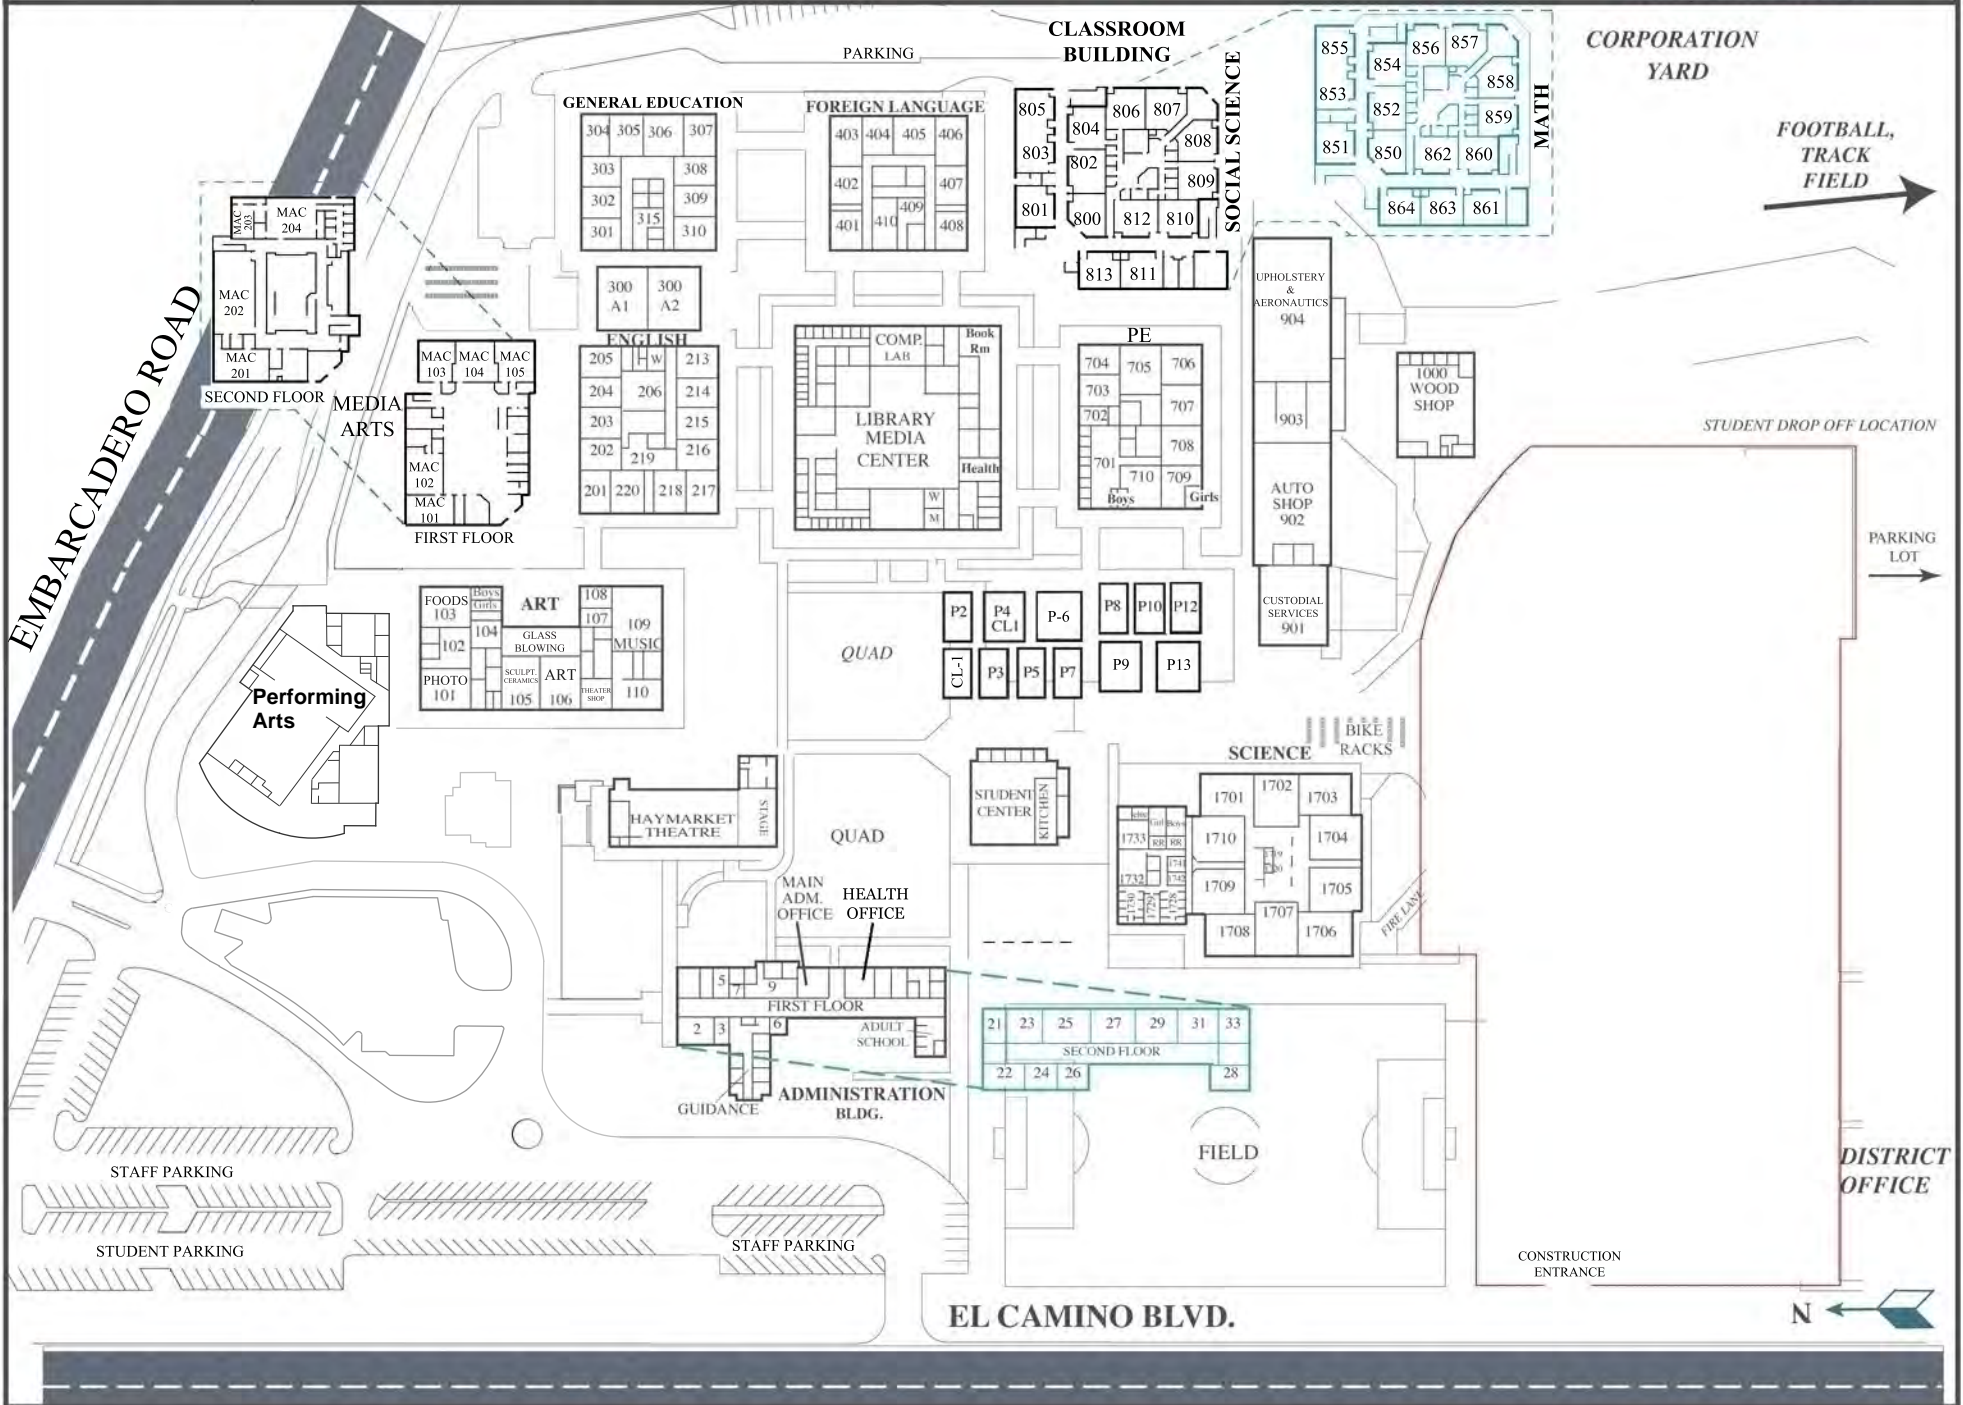 CLASSROOM
BUILDING
PARKING
CORPORATION
YARD
FOOTBALL,
TRACK
FIELD
GENERAL EDUCATION
304 305 306 307
303 308
302 309
301 315 310
300
A1
300
A2
FOREIGN LANGUAGE
403 404 405 406
402 407
401 410 409 408
SOCIAL SCIENCE
805 806 807
804 808
803 802 809
801 800 812 810
813 811
MATH
855 856 857
854 858
853 852 859
851 850 862 860
864 863 861
EMBARCADERO ROAD
MAC
203
MAC
204
MAC
202
MAC
201
SECOND FLOOR
MEDIA
ARTS
MAC
103
MAC
104
MAC
105
MAC
102
MAC
101
FIRST FLOOR
ENGLISH
205 W 213
204 206 214
203 215
202 219 216
201 220 218 217
COMP.
LAB
Book
Rm
LIBRARY
MEDIA
CENTER
Health
W
M
PE
704 705 706
703 707
702 708
701 710 709
Boys Girls
UPHOLSTERY
&
AERONAUTICS
904
903
AUTO
SHOP
902
CUSTODIAL
SERVICES
901
1000
WOOD
SHOP
STUDENT DROP OFF LOCATION
PARKING
LOT
FOODS
103
Boys
Girls
ART
108
107
109
MUSIC
104
102
GLASS
BLOWING
PHOTO
101
SCULPT.
CERAMICS
105
ART
106
THEATER
SHOP
110
Performing
Arts
QUAD
P2
P4
CL1
P-6
P8 P10 P12
CL-1 P3 P5 P7 P9 P13
BIKE
RACKS
HAYMARKET
THEATRE
STAGE
QUAD
STUDENT
CENTER
KITCHEN
SCIENCE
1701 1702 1703
1710 1704
1709 1705
1708 1707 1706
Girl Boys
1733 RR RR
1732 1741
1742
1730 1729 1728
FIRE LANE
MAIN
ADM.
OFFICE
HEALTH
OFFICE
5 7 9
FIRST FLOOR
2 3 6
ADULT
SCHOOL
GUIDANCE
ADMINISTRATION
BLDG.
21 23 25 27 29 31 33
SECOND FLOOR
22 24 26 28
FIELD
DISTRICT
OFFICE
STAFF PARKING
STUDENT PARKING
STAFF PARKING
CONSTRUCTION
ENTRANCE
EL CAMINO BLVD.
N